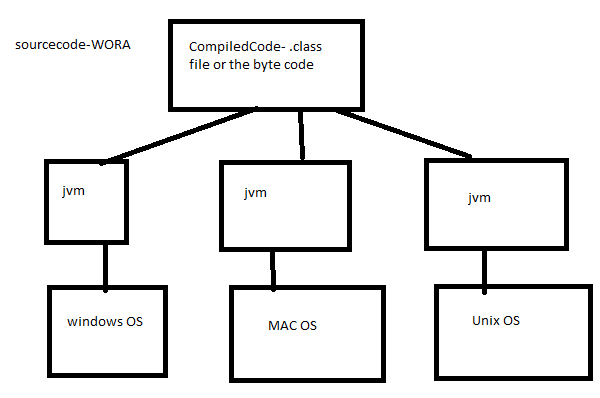 sourcecode-WORA
CompiledCode- .class
file or the byte code
jvm
jvm
jvm
windows OS
MAC OS
Unix OS